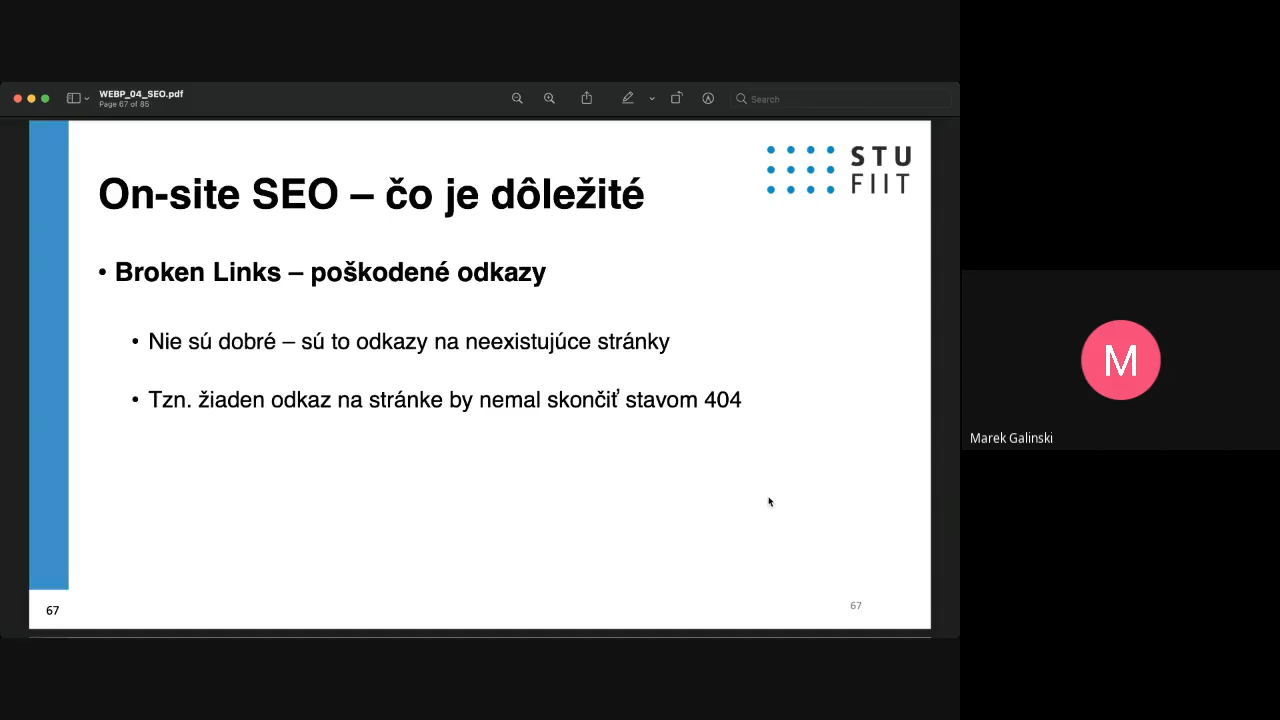 WEBP_04_SEO.pdf
Page 67 of 85
Search
STU
FIIT
On-site SEO – čo je dôležité
• Broken Links – poškodené odkazy
• Nie sú dobré – sú to odkazy na neexistujúce stránky
• Tzn. žiaden odkaz na stránke by nemal skončiť stavom 404
67
67
M
Marek Galinski